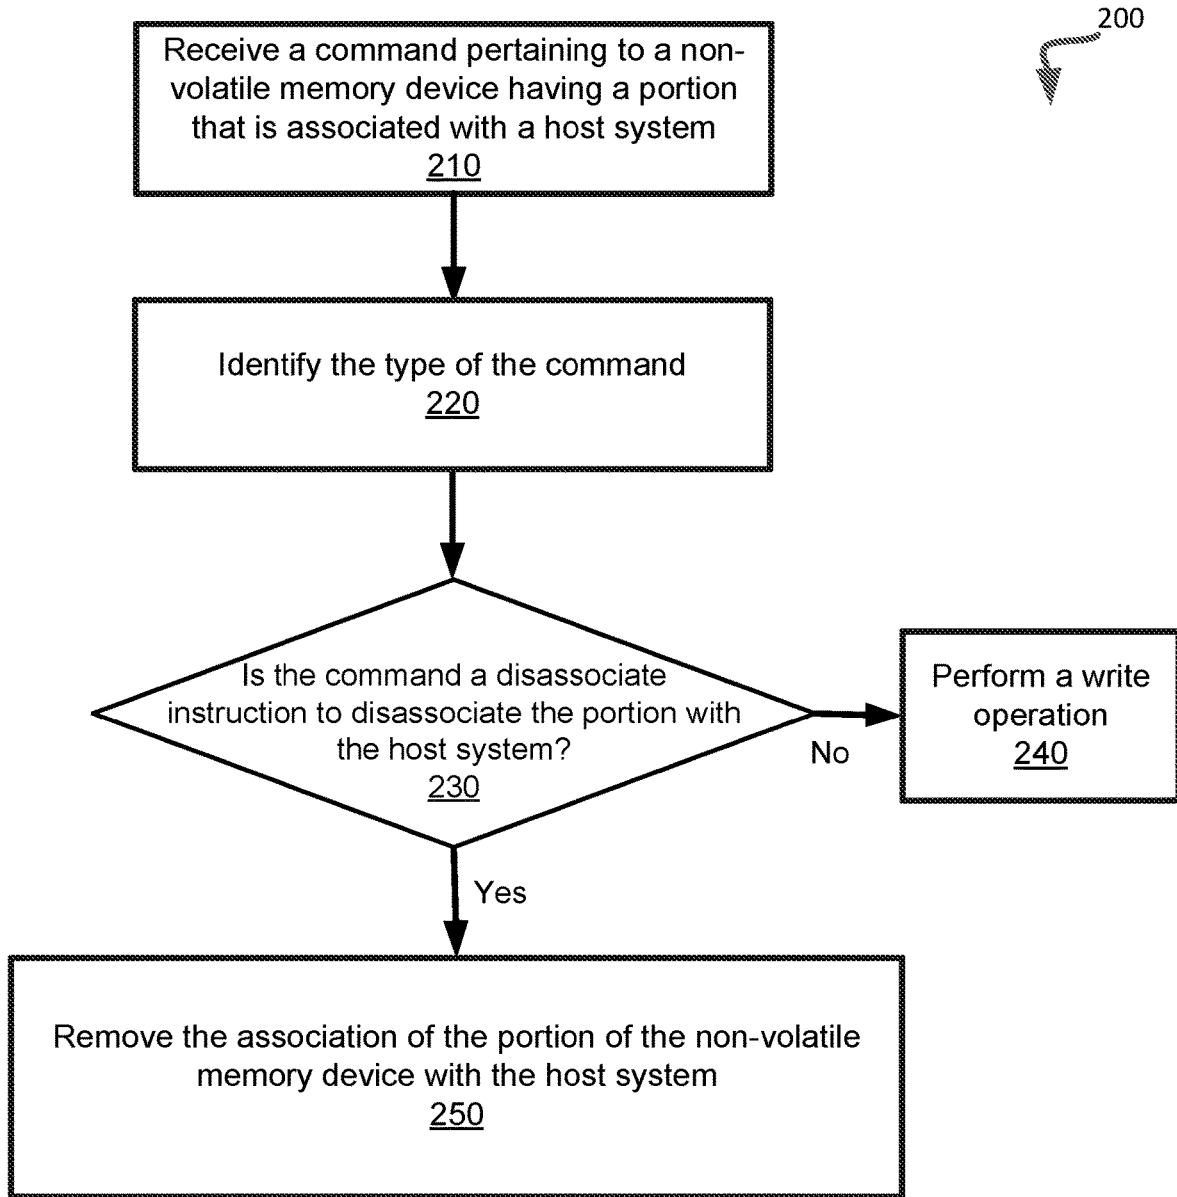 200
Receive a command pertaining to a non-
volatile memory device having a portion
that is associated with a host system
210
Identify the type of the command
220
Is the command a disassociate
instruction to disassociate the portion with
the host system?
230
No
Perform a write
operation
240
Yes
Remove the association of the portion of the non-volatile
memory device with the host system
250